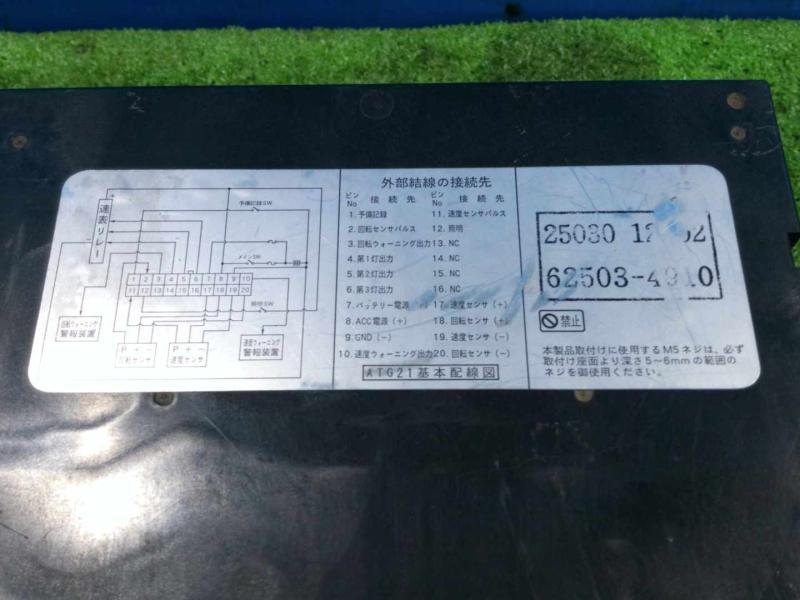 予備記録SW
速表リレー
メインSW
1 2 3 4 5 6 7 8 9 10
11 12 13 14 15 16 17 18 19 20
照明SW
回転ウォーニング
警報装置
P + −
回転センサ
P + −
速度センサ
速度ウォーニング
警報装置
外部結線の接続先
ピンNo 接続先 ピンNo 接続先
1. 予備記録 11. 速度センサパルス
2. 回転センサパルス 12. 照明
3. 回転ウォーニング出力 13. NC
4. 第1灯出力 14. NC
5. 第2灯出力 15. NC
6. 第3灯出力 16. NC
7. バッテリー電源 (+) 17. 速度センサ (+)
8. ACC電源 (+) 18. 回転センサ (+)
9. GND (−) 19. 速度センサ (−)
10. 速度ウォーニング出力 20. 回転センサ (−)
ATG21基本配線図
25030
62503-4910
禁止
本製品取付けに使用するM5ネジは、必ず
取付け座面より深さ5〜6mmの範囲の
ネジを御使用ください。